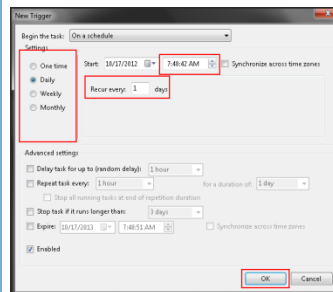 New Trigger
Begin the task: On a schedule
Settings
One time
Daily
Weekly
Monthly
Start: 10/17/2012 7:48:42 AM Synchronize across time zones
Recur every: 1 days
Advanced settings
Delay task for up to (random delay): 1 hour
Repeat task every: 1 hour for a duration of: 1 day
Stop all running tasks at end of repetition duration
Stop task if it runs longer than: 3 days
Expire: 10/17/2013 7:48:51 AM Synchronize across time zones
Enabled
OK Cancel